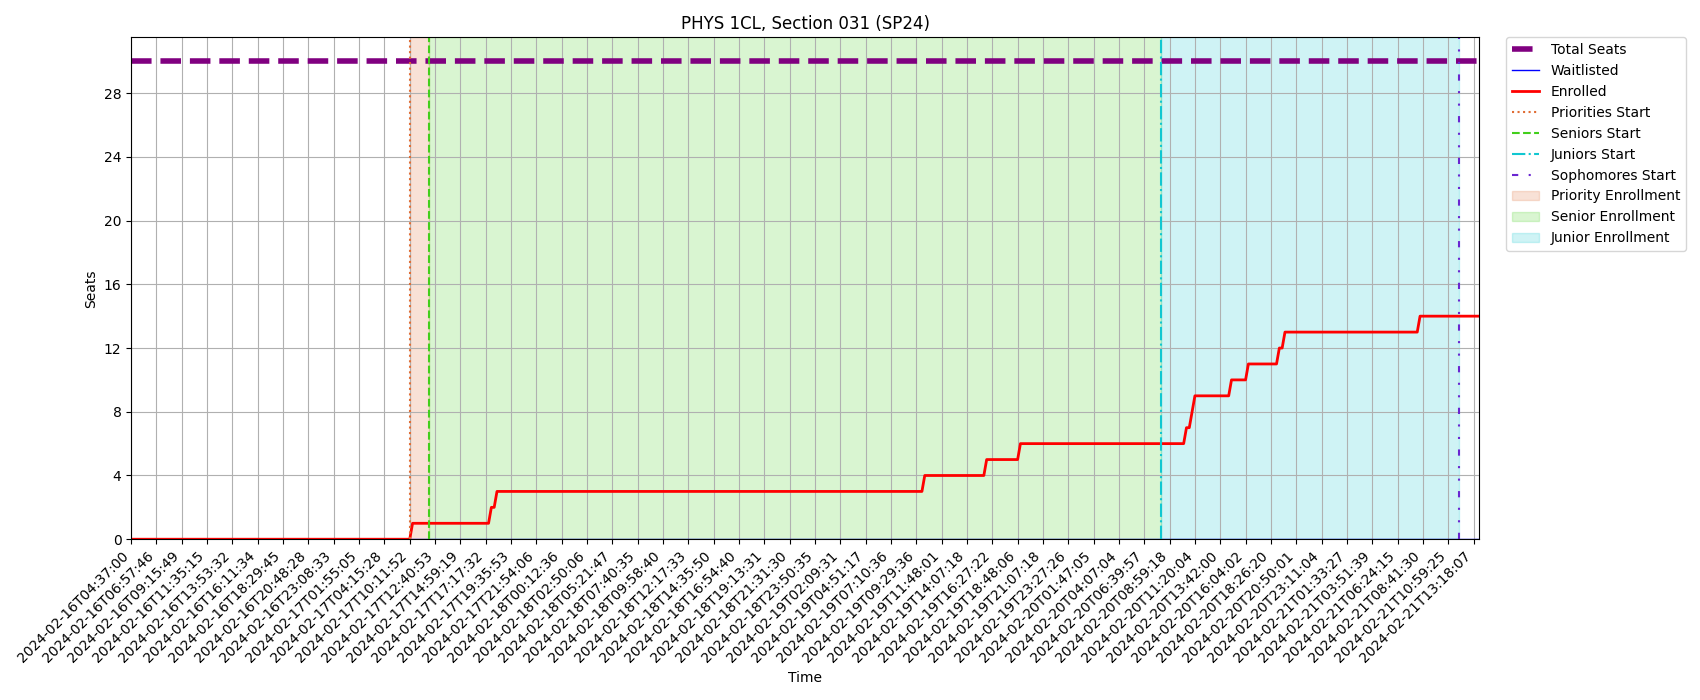 PHYS 1CL, Section 031 (SP24)
Total Seats
Waitlisted
Enrolled
Priorities Start
Seniors Start
Juniors Start
Sophomores Start
Priority Enrollment
Senior Enrollment
Junior Enrollment
Seats
28
24
20
16
12
8
4
0
2024-02-16T04:37:00
2024-02-16T06:57:46
2024-02-16T09:15:49
2024-02-16T11:35:15
2024-02-16T13:53:32
2024-02-16T16:11:34
2024-02-16T18:29:45
2024-02-16T20:48:28
2024-02-16T23:08:33
2024-02-17T01:55:05
2024-02-17T04:15:28
2024-02-17T10:11:52
2024-02-17T12:40:53
2024-02-17T14:59:19
2024-02-17T17:17:32
2024-02-17T19:35:53
2024-02-17T21:54:06
2024-02-18T00:12:36
2024-02-18T02:50:06
2024-02-18T05:21:47
2024-02-18T07:40:35
2024-02-18T09:58:40
2024-02-18T12:17:33
2024-02-18T14:35:50
2024-02-18T16:54:40
2024-02-18T19:13:31
2024-02-18T21:31:30
2024-02-18T23:50:35
2024-02-19T02:09:31
2024-02-19T04:51:17
2024-02-19T07:10:36
2024-02-19T09:29:36
2024-02-19T11:48:01
2024-02-19T14:07:18
2024-02-19T16:27:22
2024-02-19T18:48:06
2024-02-19T21:07:18
2024-02-19T23:27:26
2024-02-20T01:47:05
2024-02-20T04:07:04
2024-02-20T06:39:57
2024-02-20T08:59:18
2024-02-20T11:20:04
2024-02-20T13:42:00
2024-02-20T16:04:02
2024-02-20T18:26:20
2024-02-20T20:50:01
2024-02-20T23:11:04
2024-02-21T01:33:27
2024-02-21T03:51:39
2024-02-21T06:24:15
2024-02-21T08:41:30
2024-02-21T10:59:25
2024-02-21T13:18:07
Time